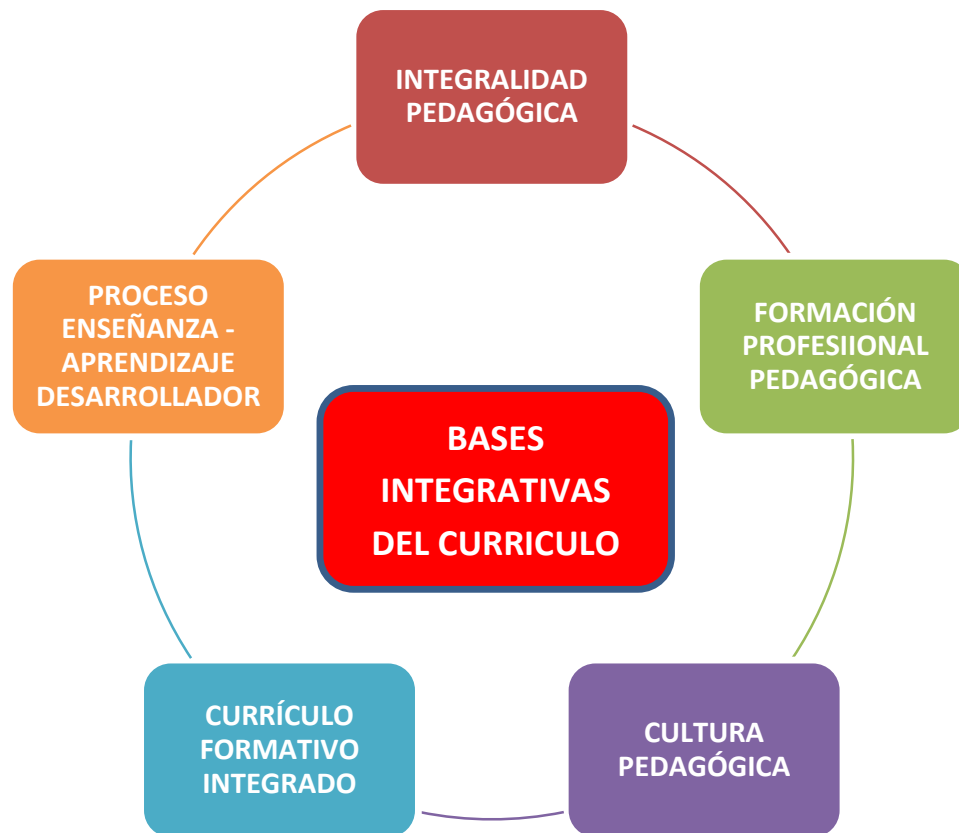 INTEGRALIDAD
PEDAGÓGICA
PROCESO
ENSEÑANZA -
APRENDIZAJE
DESARROLLADOR
FORMACIÓN
PROFESIIONAL
PEDAGÓGICA
BASES
INTEGRATIVAS
DEL CURRICULO
CURRÍCULO
FORMATIVO
INTEGRADO
CULTURA
PEDAGÓGICA